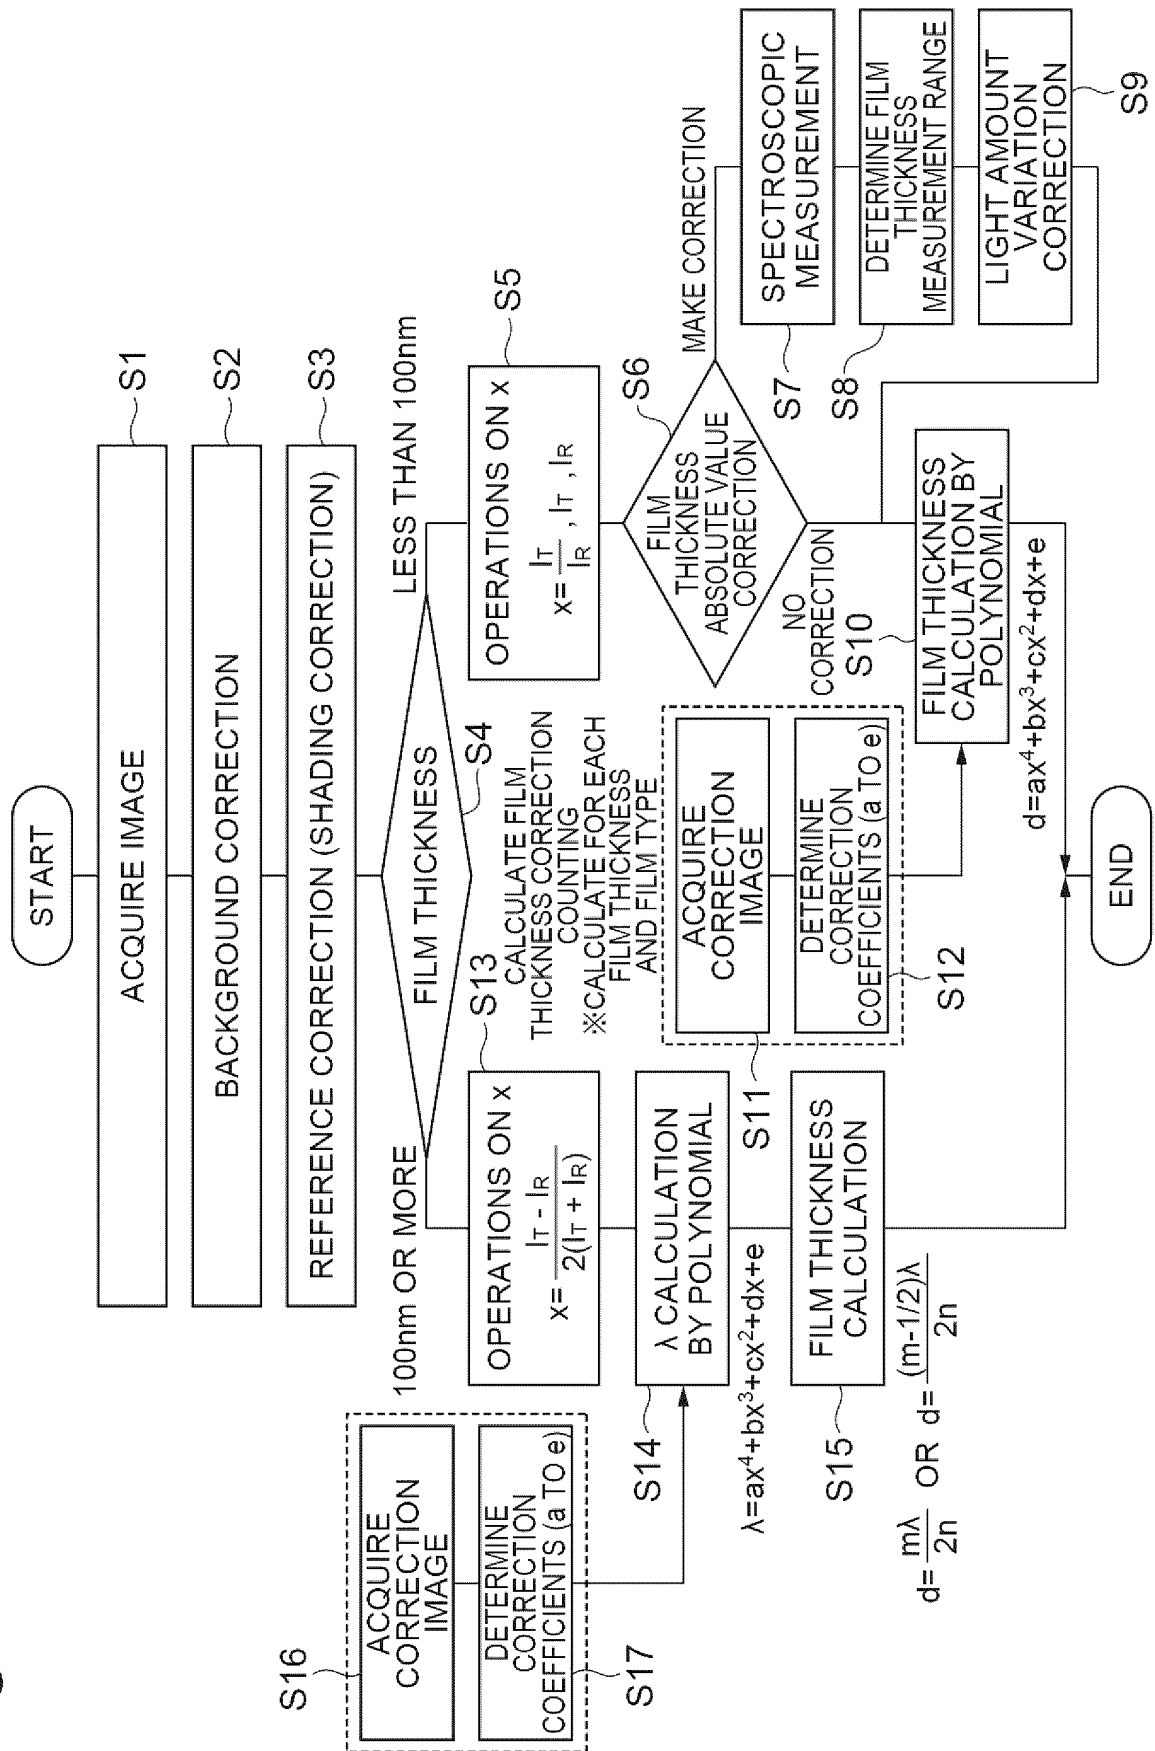 START
ACQUIRE IMAGE
S1
BACKGROUND CORRECTION
S2
REFERENCE CORRECTION (SHADING CORRECTION)
S3
FILM THICKNESS
S4
100nm OR MORE
LESS THAN 100nm
OPERATIONS ON x
x= I_T / I_R , I_T , I_R
S5
FILM
THICKNESS
ABSOLUTE VALUE
CORRECTION
S6
MAKE CORRECTION
NO
CORRECTION
SPECTROSCOPIC
MEASUREMENT
S7
DETERMINE FILM
THICKNESS
MEASUREMENT RANGE
S8
LIGHT AMOUNT
VARIATION
CORRECTION
S9
S10
FILM THICKNESS
CALCULATION BY
POLYNOMIAL
d=ax⁴+bx³+cx²+dx+e
CALCULATE FILM
THICKNESS CORRECTION
COUNTING
※CALCULATE FOR EACH
FILM THICKNESS
AND FILM TYPE
ACQUIRE
CORRECTION
IMAGE
S11
DETERMINE
CORRECTION
COEFFICIENTS (a TO e)
S12
S13
OPERATIONS ON x
x= (I_T - I_R) / 2(I_T + I_R)
λ CALCULATION
BY POLYNOMIAL
S14
λ=ax⁴+bx³+cx²+dx+e
FILM THICKNESS
CALCULATION
S15
d= mλ / 2n OR d= (m-1/2)λ / 2n
S16
ACQUIRE
CORRECTION
IMAGE
DETERMINE
CORRECTION
COEFFICIENTS (a TO e)
S17
END